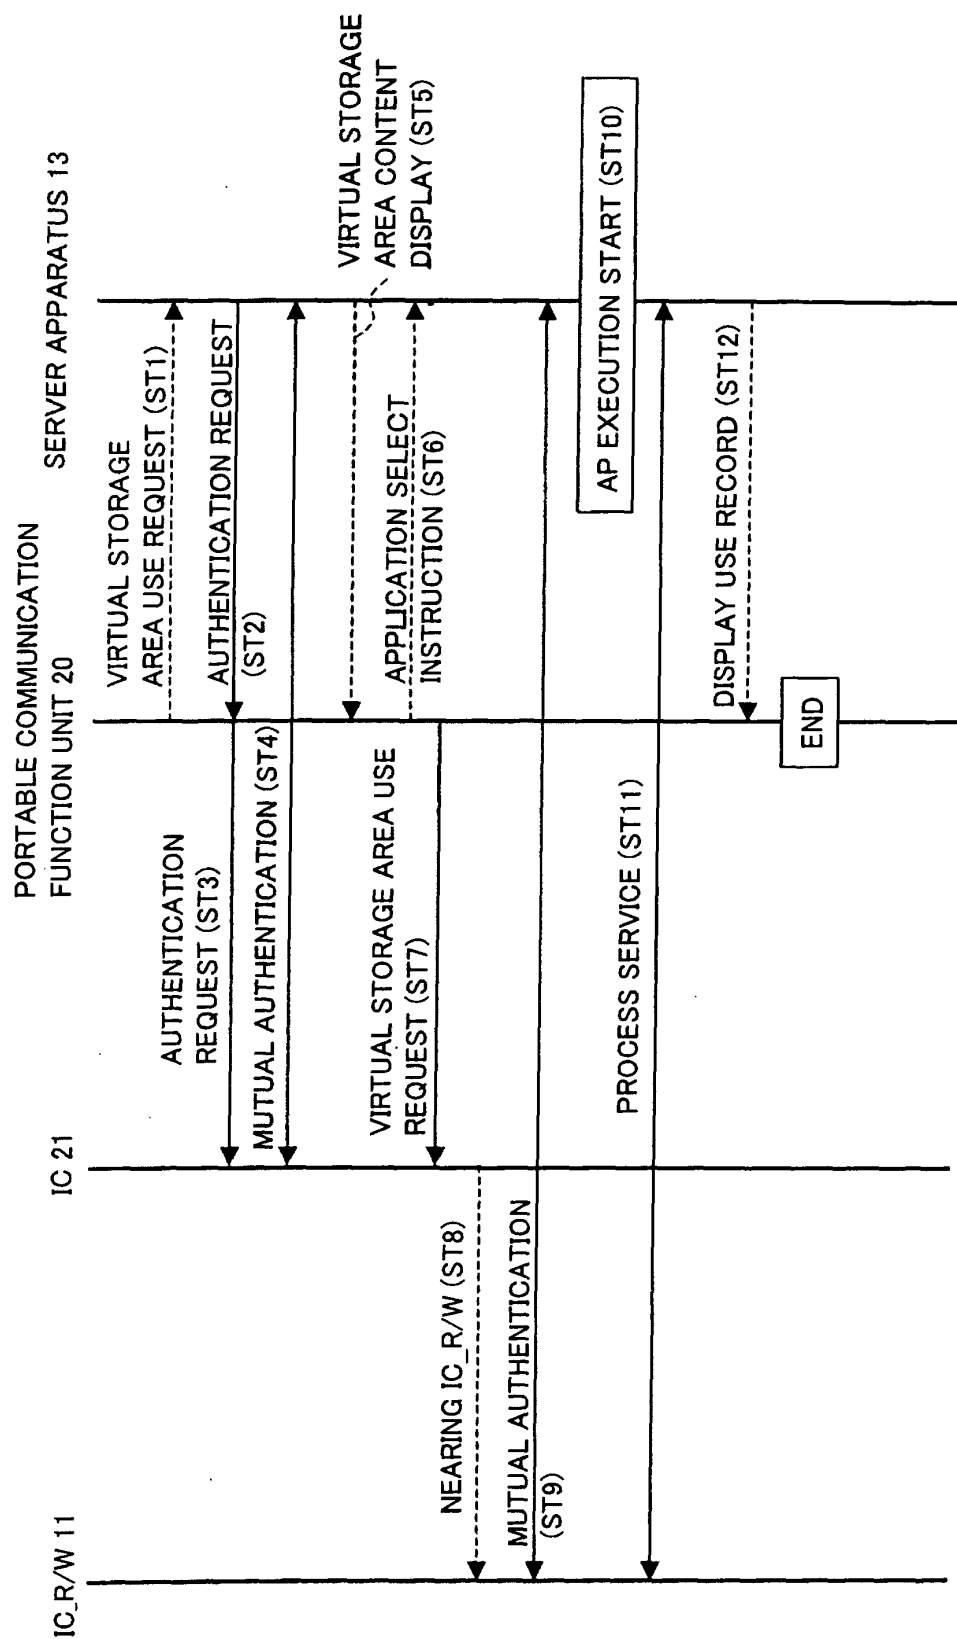 IC_R/W 11
IC 21
PORTABLE COMMUNICATION
FUNCTION UNIT 20
SERVER APPARATUS 13
VIRTUAL STORAGE
AREA USE REQUEST (ST1)
AUTHENTICATION REQUEST
(ST2)
AUTHENTICATION
REQUEST (ST3)
MUTUAL AUTHENTICATION (ST4)
VIRTUAL STORAGE
AREA CONTENT
DISPLAY (ST5)
APPLICATION SELECT
INSTRUCTION (ST6)
VIRTUAL STORAGE AREA USE
REQUEST (ST7)
NEARING IC_R/W (ST8)
MUTUAL AUTHENTICATION
(ST9)
AP EXECUTION START (ST10)
PROCESS SERVICE (ST11)
DISPLAY USE RECORD (ST12)
END